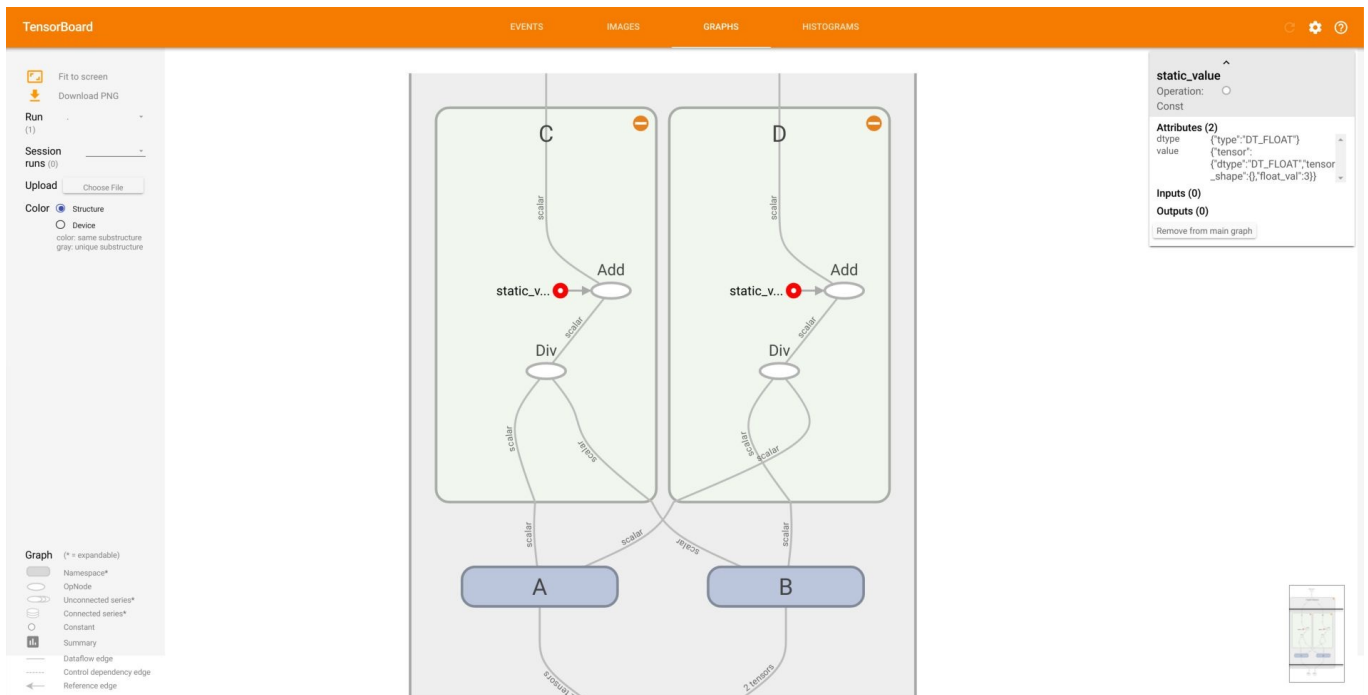 TensorBoard
EVENTS
IMAGES
GRAPHS
HISTOGRAMS
Fit to screen
Download PNG
Run
(1)
.
Session
runs (0)
Upload
Choose File
Color
Structure
Device
color: same substructure
gray: unique substructure
Graph (* = expandable)
Namespace*
OpNode
Unconnected series*
Connected series*
Constant
Summary
Dataflow edge
Control dependency edge
Reference edge
C
scalar
Add
static_v...
scalar
Div
scalar
scalar
D
scalar
Add
static_v...
scalar
Div
scalar
scalar
scalar
scalar
scalar
scalar
A
B
tensors
2 tensors
static_value
Operation:
Const
Attributes (2)
dtype {"type":"DT_FLOAT"}
value {"tensor":
{"dtype":"DT_FLOAT","tensor
_shape":{},"float_val":3}}
Inputs (0)
Outputs (0)
Remove from main graph